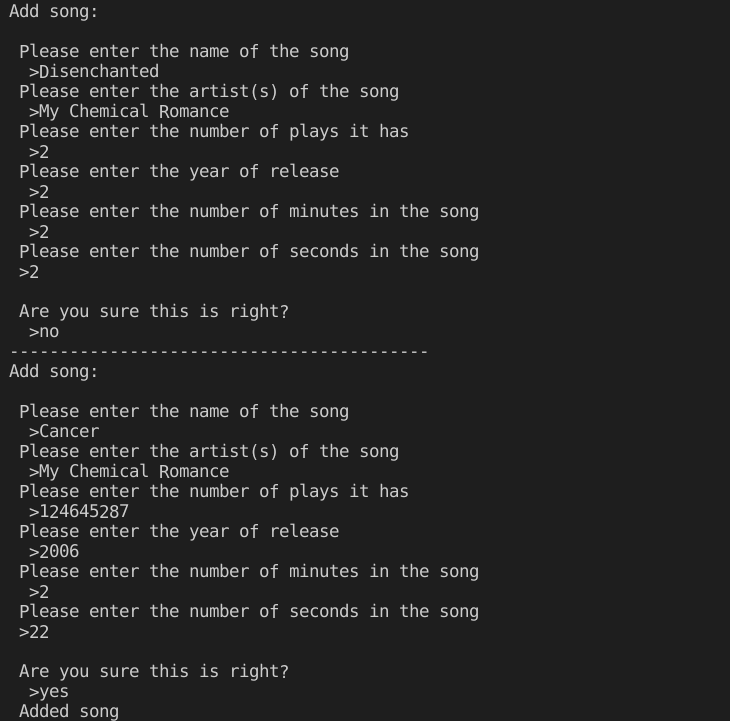 Add song:

 Please enter the name of the song
  >Disenchanted
 Please enter the artist(s) of the song
  >My Chemical Romance
 Please enter the number of plays it has
  >2
 Please enter the year of release
  >2
 Please enter the number of minutes in the song
  >2
 Please enter the number of seconds in the song
 >2

 Are you sure this is right?
  >no
------------------------------------------
Add song:

 Please enter the name of the song
  >Cancer
 Please enter the artist(s) of the song
  >My Chemical Romance
 Please enter the number of plays it has
  >124645287
 Please enter the year of release
  >2006
 Please enter the number of minutes in the song
  >2
 Please enter the number of seconds in the song
 >22

 Are you sure this is right?
  >yes
 Added song